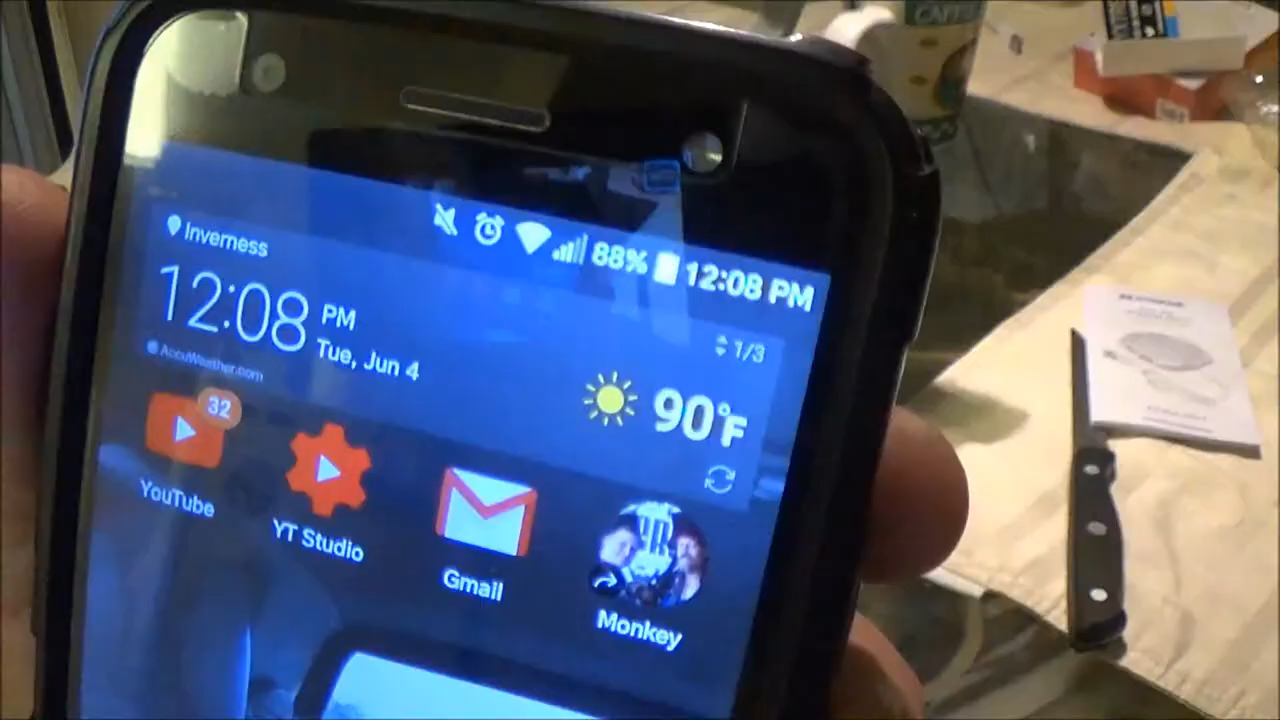 CAFFE
88% 12:08 PM
Inverness
12:08 PM
Tue, Jun 4
1/3
AccuWeather.com
90°F
32
YouTube
YT Studio
Gmail
Monkey